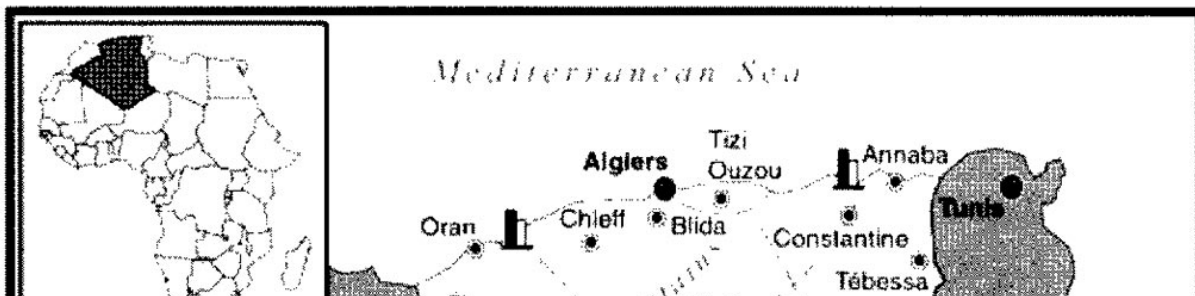 Mediterranean Sea
Tizi
Ouzou
Algiers
Annaba
Tunis
Oran
Chleff
Blida
Constantine
Tébessa